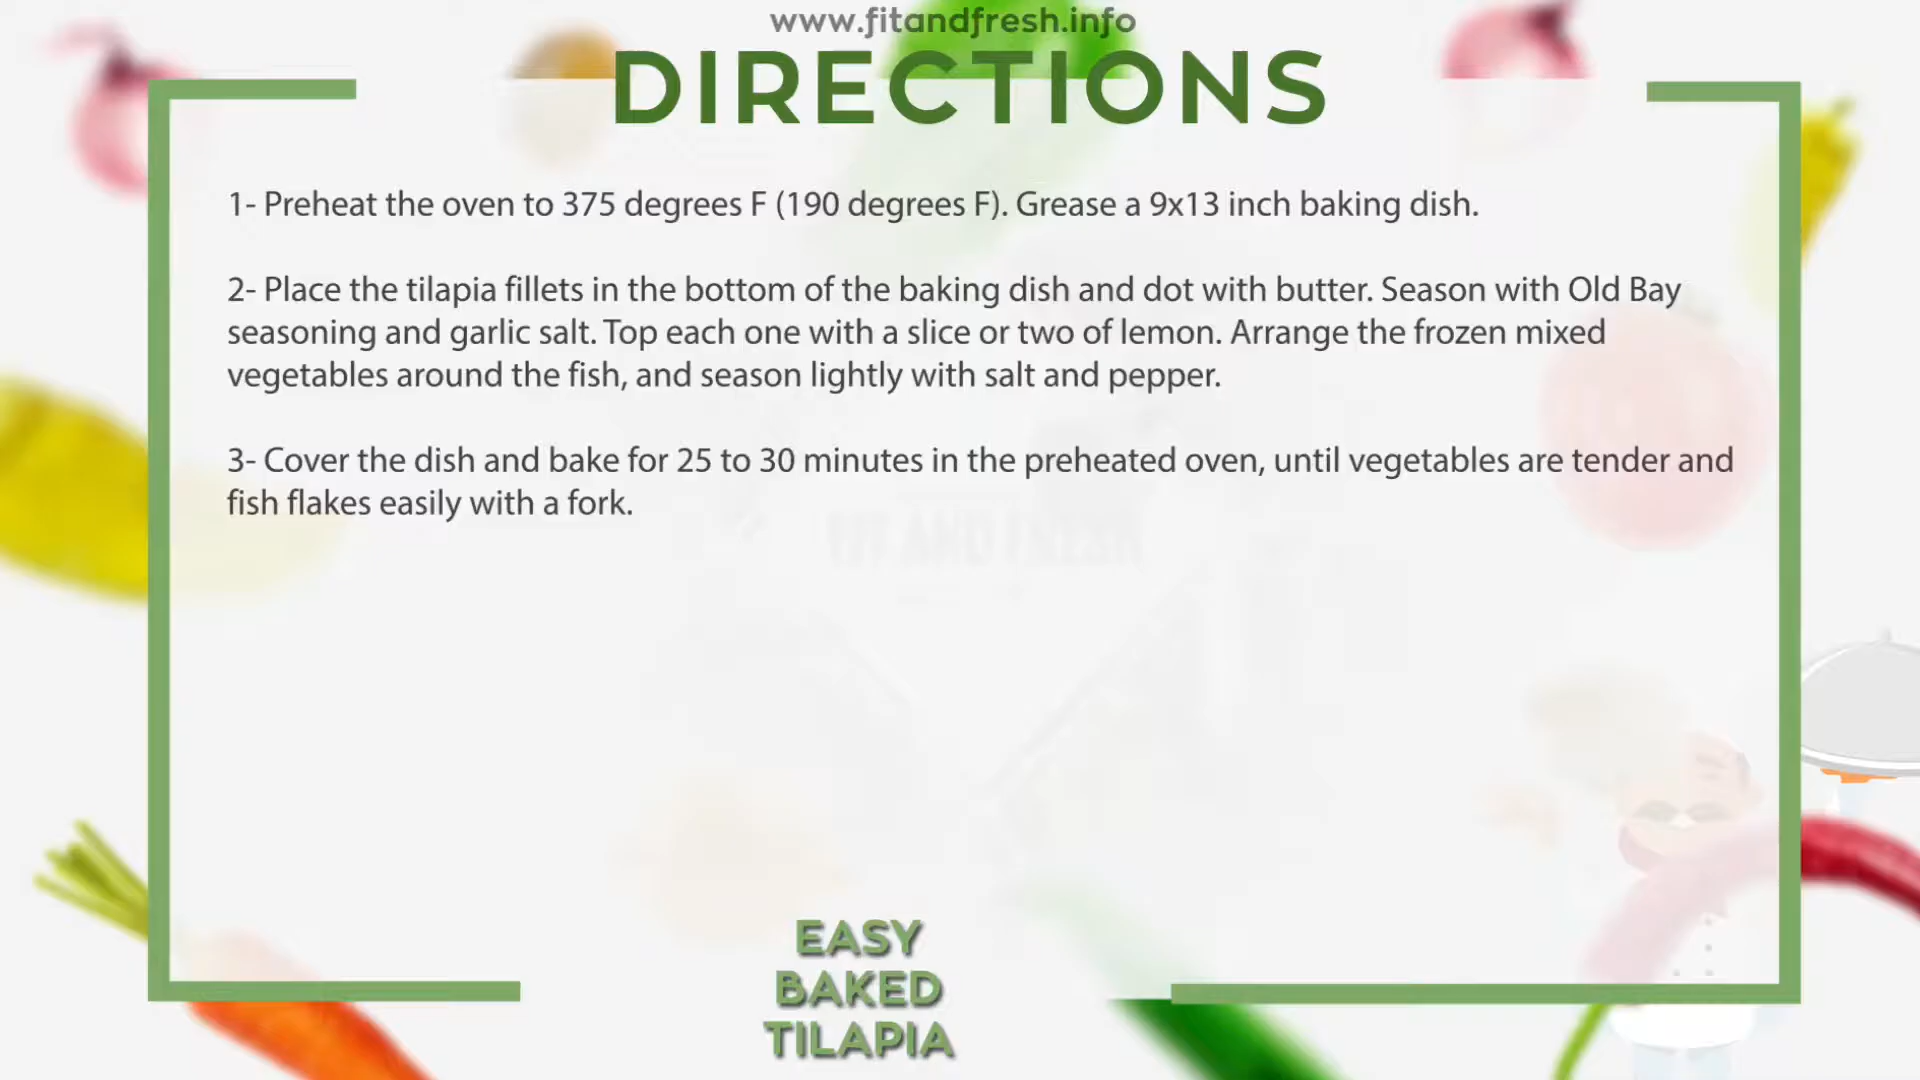 www.fitandfresh.info
DIRECTIONS
1- Preheat the oven to 375 degrees F (190 degrees F). Grease a 9x13 inch baking dish.
2- Place the tilapia fillets in the bottom of the baking dish and dot with butter. Season with Old Bay
seasoning and garlic salt. Top each one with a slice or two of lemon. Arrange the frozen mixed
vegetables around the fish, and season lightly with salt and pepper.
3- Cover the dish and bake for 25 to 30 minutes in the preheated oven, until vegetables are tender and
fish flakes easily with a fork.
FIT AND FRESH
EASY
BAKED
TILAPIA